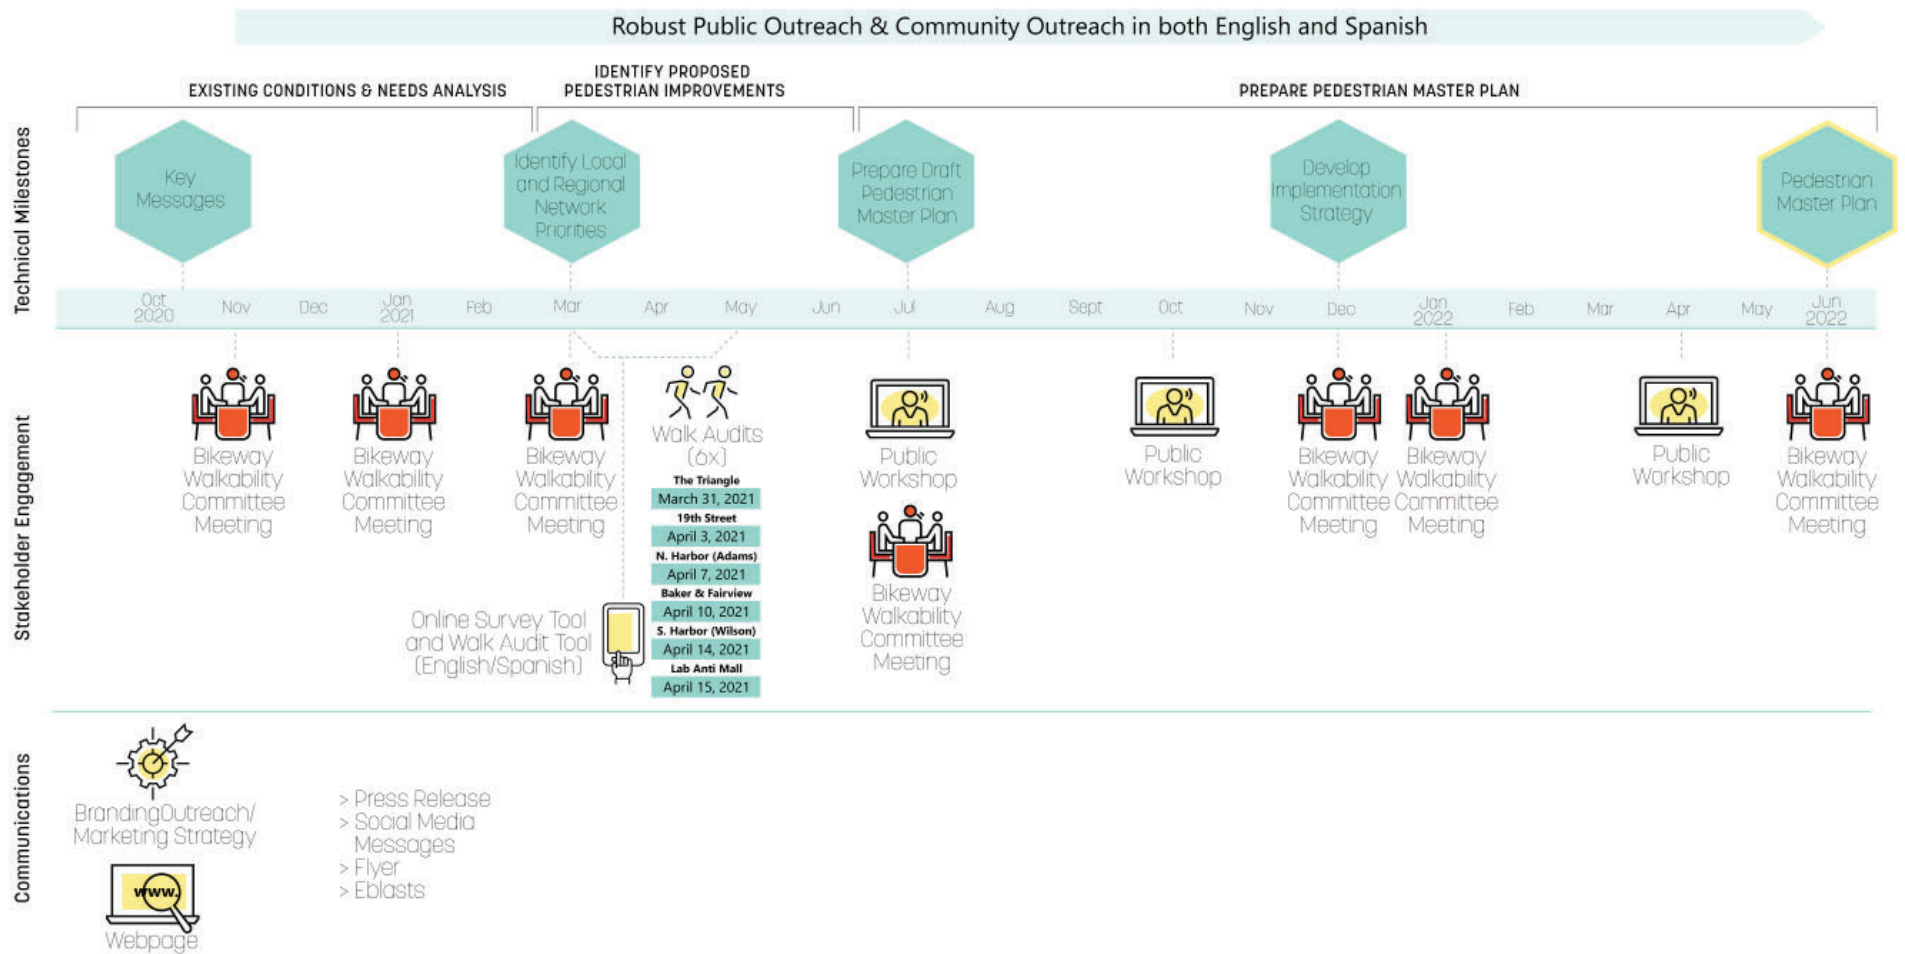 Robust Public Outreach & Community Outreach in both English and Spanish
EXISTING CONDITIONS & NEEDS ANALYSIS
IDENTIFY PROPOSED
PEDESTRIAN IMPROVEMENTS
PREPARE PEDESTRIAN MASTER PLAN
Technical Milestones
Key
Messages
Identify Local
and Regional
Network
Priorities
Prepare Draft
Pedestrian
Master Plan
Develop
Implementation
Strategy
Pedestrian
Master Plan
Oct
2020
Nov
Dec
Jan
2021
Feb
Mar
Apr
May
Jun
Jul
Aug
Sept
Oct
Nov
Dec
Jan
2022
Feb
Mar
Apr
May
Jun
2022
Stakeholder Engagement
Bikeway
Walkability
Committee
Meeting
Bikeway
Walkability
Committee
Meeting
Bikeway
Walkability
Committee
Meeting
Online Survey Tool
and Walk Audit Tool
(English/Spanish)
Walk Audits
(6x)
The Triangle
March 31, 2021
19th Street
April 3, 2021
N. Harbor (Adams)
April 7, 2021
Baker & Fairview
April 10, 2021
S. Harbor (Wilson)
April 14, 2021
Lab Anti Mall
April 15, 2021
Public
Workshop
Bikeway
Walkability
Committee
Meeting
Public
Workshop
Bikeway
Walkability
Committee
Meeting
Bikeway
Walkability
Committee
Meeting
Public
Workshop
Bikeway
Walkability
Committee
Meeting
Communications
BrandingOutreach/
Marketing Strategy
www.
Webpage
> Press Release
> Social Media
Messages
> Flyer
> Eblasts